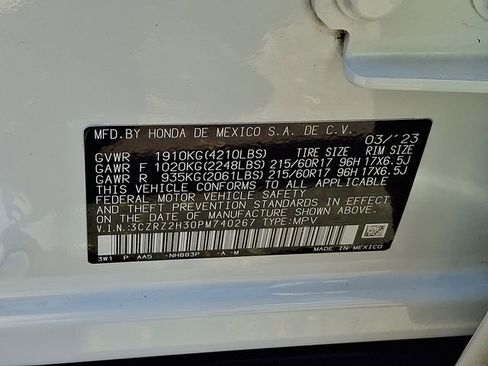 MFD.BY HONDA DE MEXICO S.A. DE C.V. 03/'23
GVWR 1910KG(4210LBS) TIRE SIZE RIM SIZE
GAWR F 1020KG(2248LBS) 215/60R17 96H 17X6.5J
GAWR R 935KG(2061LBS) 215/60R17 96H 17X6.5J
THIS VEHICLE CONFORMS TO ALL APPLICABLE
FEDERAL MOTOR VEHICLE SAFETY, BUMPER,
AND THEFT PREVENTION STANDARDS IN EFFECT
ON THE DATE OF MANUFACTURE SHOWN ABOVE.
V.I.N.:3CZRZ2H30PM740267 TYPE:MPV
3W1 P AA5 -NH883P -A -M MADE IN MEXICO